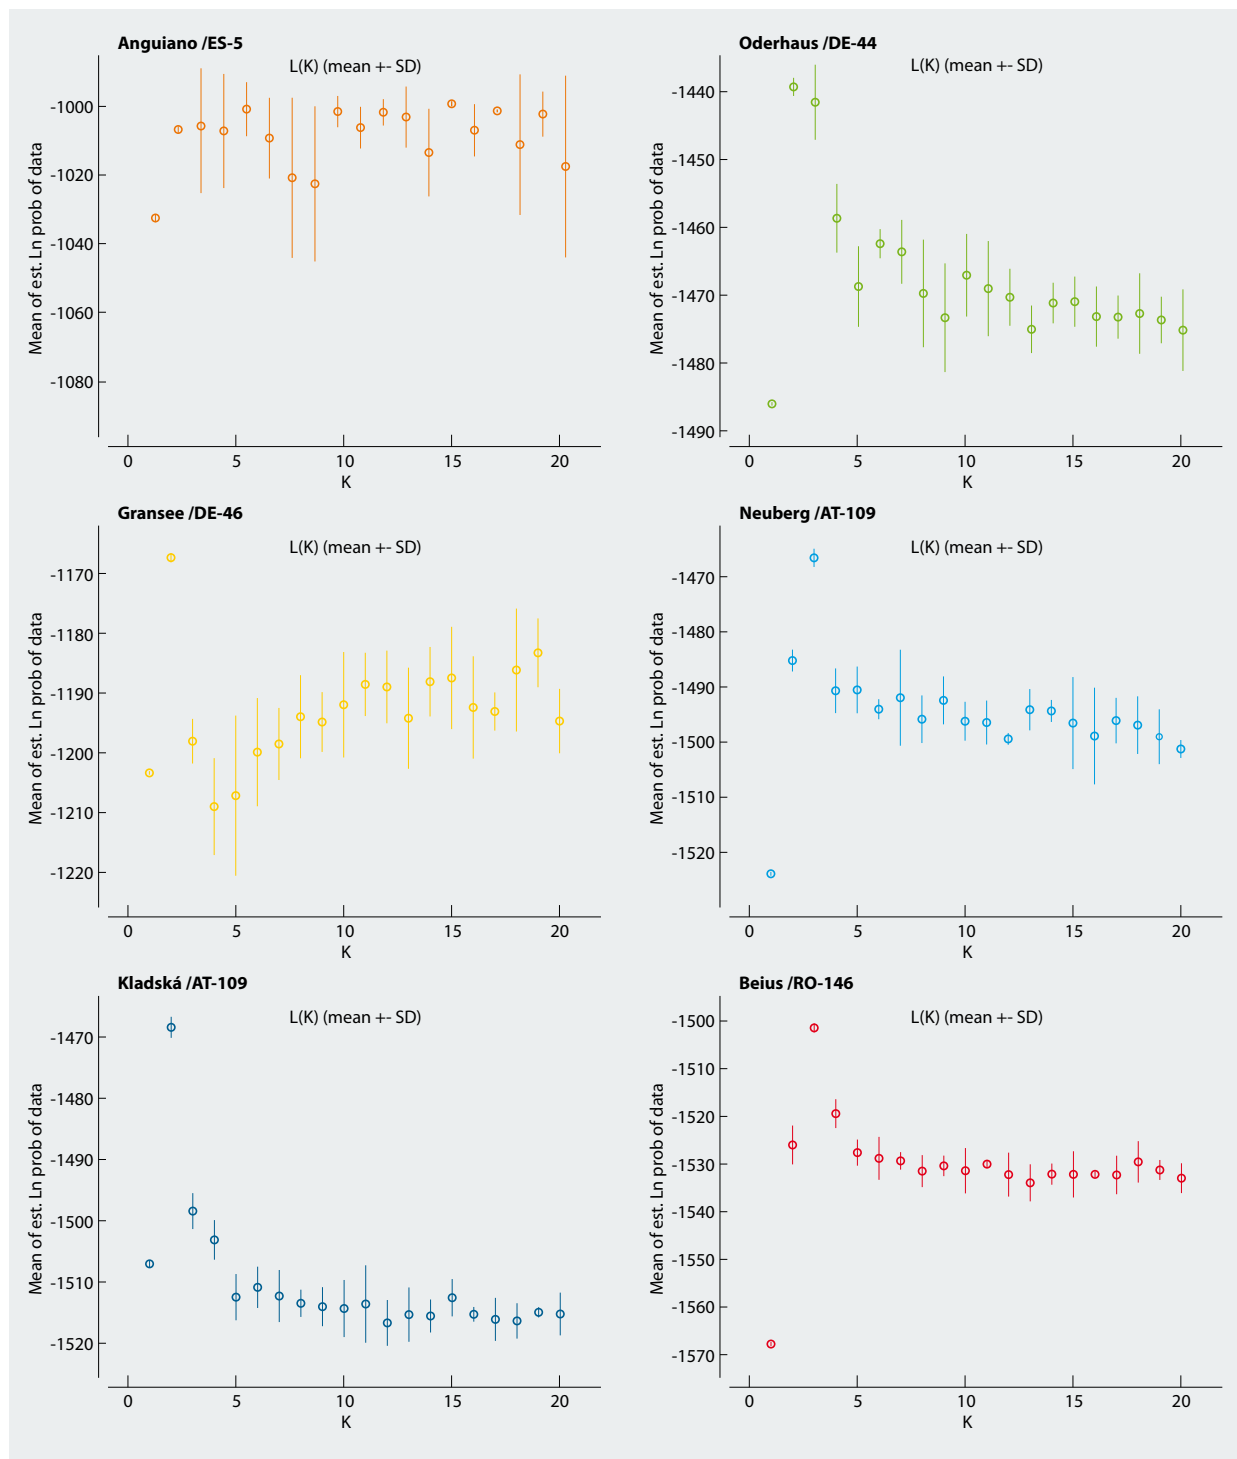 Anguiano /ES-5
L(K) (mean +- SD)
Mean of est. Ln prob of data
-1000
-1020
-1040
-1060
-1080
0 5 10 15 20
K
Oderhaus /DE-44
L(K) (mean +- SD)
Mean of est. Ln prob of data
-1440
-1450
-1460
-1470
-1480
-1490
0 5 10 15 20
K
Gransee /DE-46
L(K) (mean +- SD)
Mean of est. Ln prob of data
-1170
-1180
-1190
-1200
-1210
-1220
0 5 10 15 20
K
Neuberg /AT-109
L(K) (mean +- SD)
Mean of est. Ln prob of data
-1470
-1480
-1490
-1500
-1510
-1520
0 5 10 15 20
K
Kladská /AT-109
L(K) (mean +- SD)
Mean of est. Ln prob of data
-1470
-1480
-1490
-1500
-1510
-1520
0 5 10 15 20
K
Beius /RO-146
L(K) (mean +- SD)
Mean of est. Ln prob of data
-1500
-1510
-1520
-1530
-1540
-1550
-1560
-1570
0 5 10 15 20
K